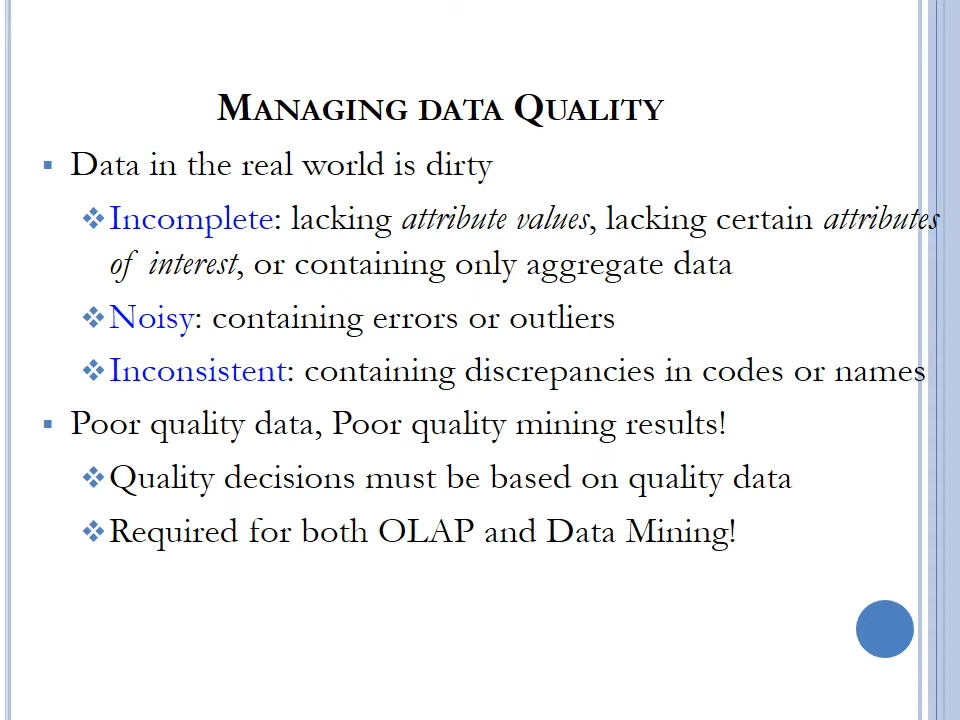 MANAGING DATA QUALITY
▪ Data in the real world is dirty
❖Incomplete: lacking attribute values, lacking certain attributes
of interest, or containing only aggregate data
❖Noisy: containing errors or outliers
❖Inconsistent: containing discrepancies in codes or names
▪ Poor quality data, Poor quality mining results!
❖Quality decisions must be based on quality data
❖Required for both OLAP and Data Mining!